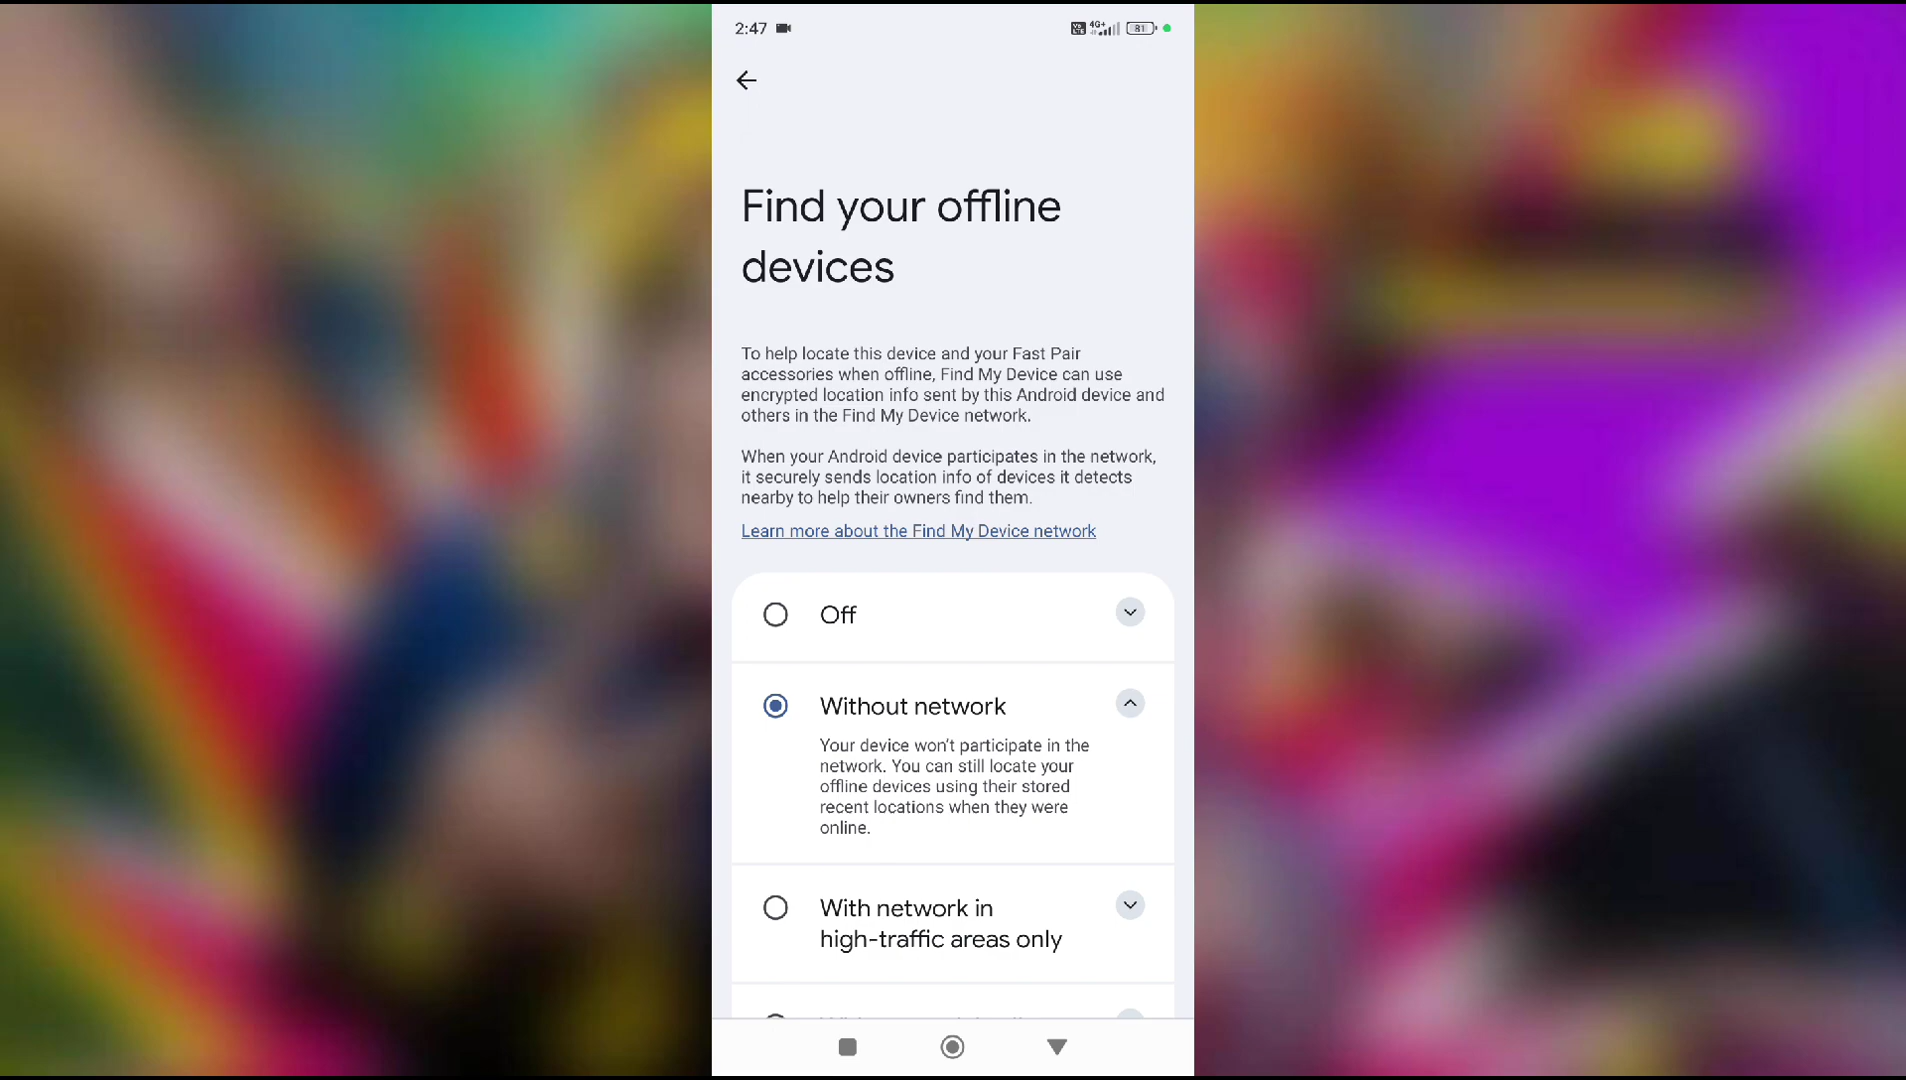 2:47
Vo LTE 4G+ 81
Find your offline
devices
To help locate this device and your Fast Pair
accessories when offline, Find My Device can use
encrypted location info sent by this Android device and
others in the Find My Device network.
When your Android device participates in the network,
it securely sends location info of devices it detects
nearby to help their owners find them.
Learn more about the Find My Device network
Off
Without network
Your device won't participate in the
network. You can still locate your
offline devices using their stored
recent locations when they were
online.
With network in
high-traffic areas only